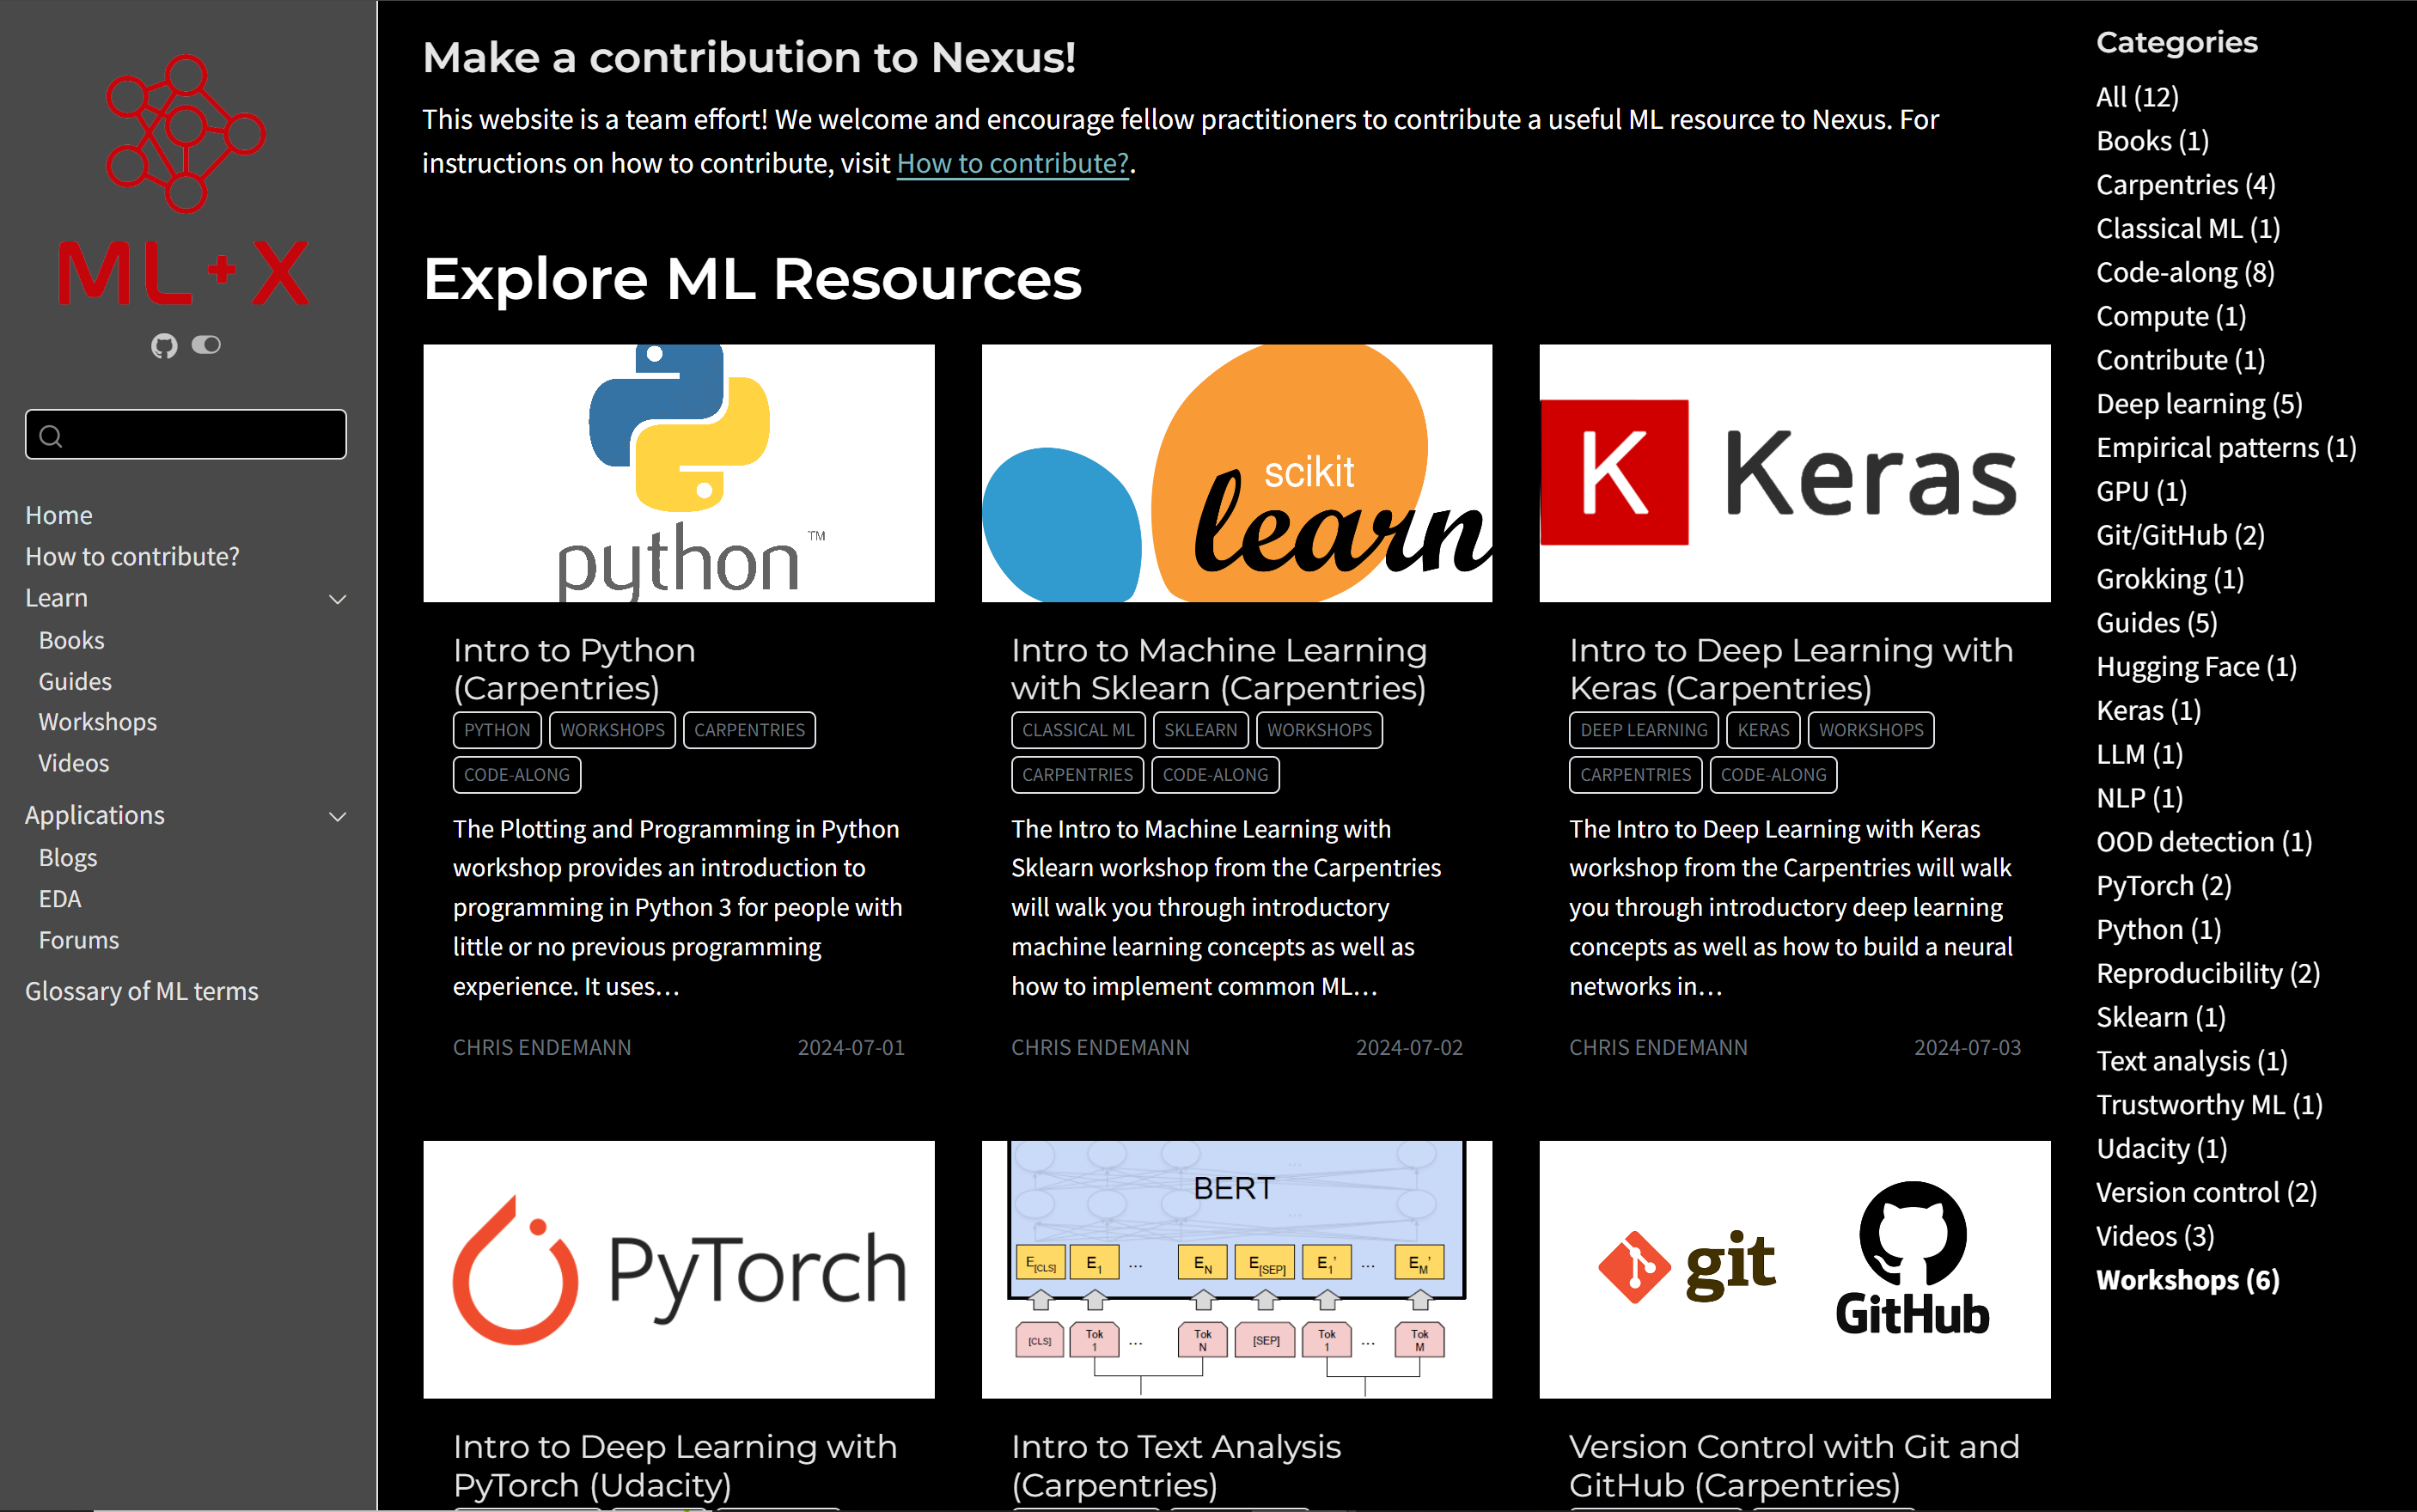 ML+X
Home
How to contribute?
Learn
Books
Guides
Workshops
Videos
Applications
Blogs
EDA
Forums
Glossary of ML terms
Make a contribution to Nexus!
This website is a team effort! We welcome and encourage fellow practitioners to contribute a useful ML resource to Nexus. For
instructions on how to contribute, visit How to contribute?.
Explore ML Resources
python ™
Intro to Python
(Carpentries)
PYTHON WORKSHOPS CARPENTRIES
CODE-ALONG
The Plotting and Programming in Python
workshop provides an introduction to
programming in Python 3 for people with
little or no previous programming
experience. It uses…
CHRIS ENDEMANN 2024-07-01
scikit
learn
Intro to Machine Learning
with Sklearn (Carpentries)
CLASSICAL ML SKLEARN WORKSHOPS
CARPENTRIES CODE-ALONG
The Intro to Machine Learning with
Sklearn workshop from the Carpentries
will walk you through introductory
machine learning concepts as well as
how to implement common ML…
CHRIS ENDEMANN 2024-07-02
K Keras
Intro to Deep Learning with
Keras (Carpentries)
DEEP LEARNING KERAS WORKSHOPS
CARPENTRIES CODE-ALONG
The Intro to Deep Learning with Keras
workshop from the Carpentries will walk
you through introductory deep learning
concepts as well as how to build a neural
networks in…
CHRIS ENDEMANN 2024-07-03
PyTorch
Intro to Deep Learning with
PyTorch (Udacity)
BERT
E[CLS] E1 ... EN E[SEP] E1' ... EM'
[CLS] Tok 1 ... Tok N [SEP] Tok 1 ... Tok M
Intro to Text Analysis
(Carpentries)
git GitHub
Version Control with Git and
GitHub (Carpentries)
Categories
All (12)
Books (1)
Carpentries (4)
Classical ML (1)
Code-along (8)
Compute (1)
Contribute (1)
Deep learning (5)
Empirical patterns (1)
GPU (1)
Git/GitHub (2)
Grokking (1)
Guides (5)
Hugging Face (1)
Keras (1)
LLM (1)
NLP (1)
OOD detection (1)
PyTorch (2)
Python (1)
Reproducibility (2)
Sklearn (1)
Text analysis (1)
Trustworthy ML (1)
Udacity (1)
Version control (2)
Videos (3)
Workshops (6)